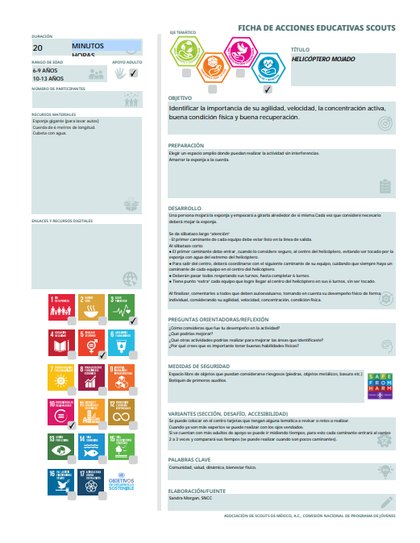 FICHA DE ACCIONES EDUCATIVAS SCOUTS
DURACIÓN
20
MINUTOS
HORAS
RANGO DE EDAD
APOYO ADULTO
6-9 AÑOS
10-13 AÑOS
NÚMERO DE PARTICIPANTES
RECURSOS MATERIALES
Esponja gigante (para lavar autos)
Cuerda de 4 metros de longitud
Cubeta con agua.
ENLACES Y RECURSOS DIGITALES
EJE TEMÁTICO
TÍTULO
HELICÓPTERO MOJADO
OBJETIVO
Identificar la importancia de su agilidad, velocidad, la concentración activa,
buena condición física y buena recuperación.
PREPARACIÓN
Elegir un espacio amplio donde puedan realizar la actividad sin interferencias.
Amarrar la esponja a la cuerda.
DESARROLLO
Una persona mojará la esponja y empezará a girarla alrededor de sí misma Cada vez que considere necesario
deberá mojar la esponja.
Se da silbatazo largo "atención"
- El primer caminante de cada equipo debe estar listo en la línea de salida.
Al silbatazo corto
• El primer caminante debe entrar, cuando lo considere seguro, al centro del helicóptero, evitando ser tocado por la
esponja con agua del extremo del helicóptero.
• Para salir del centro, deberá coordinarse con el siguiente caminante de su equipo, cuidando que siempre haya un
caminante de cada equipo en el centro del helicóptero.
• Deberán pasar todos respetando sus turnos, hasta completar 6 turnos.
• Tiene punto "extra" cada equipo que logre llegar al centro del helicóptero en sus 6 turnos, sin ser tocado.
Al finalizar, comentarles a todos que deben autoevaluarse, tomando en cuenta su desempeño físico de forma
individual, considerando su agilidad, velocidad, concentración, condición física.
PREGUNTAS ORIENTADORAS/REFLEXIÓN
¿Cómo consideras que fue tu desempeño en la actividad?
¿Qué podrías mejorar?
¿Qué otras actividades podrías realizar para mejorar las áreas que identificaste?
¿Por qué crees que es importante tener buenas habilidades físicas?
MEDIDAS DE SEGURIDAD
Espacio libre de objetos que puedan considerarse riesgosos (piedras, objetos metálicos, basura etc.)
Botiquín de primeros auxilios.
SAFE
FROM
HARM
VARIANTES (SECCIÓN, DESAFÍO, ACCESIBILIDAD)
Se puede colocar en el centro tarjetas que tengan alguna similitud a realizar o retos a realizar.
Cuando ya sean más expertos se puede realizar con los ojos vendados.
Si se cuentan con más adultos de apoyo se puede ir midiendo tiempos, para esto cada caminante entrará al equipo
2 a 3 veces y comparará sus tiempos (se puede realizar cuando son pocos caminantes).
PALABRAS CLAVE
Comunidad, salud, dinámica, bienestar físico.
ELABORACIÓN/FUENTE
Sandra Morgan, SNCC
OBJETIVOS
ASOCIACIÓN DE SCOUTS DE MÉXICO, A.C., COMISIÓN NACIONAL DE PROGRAMA DE JÓVENES